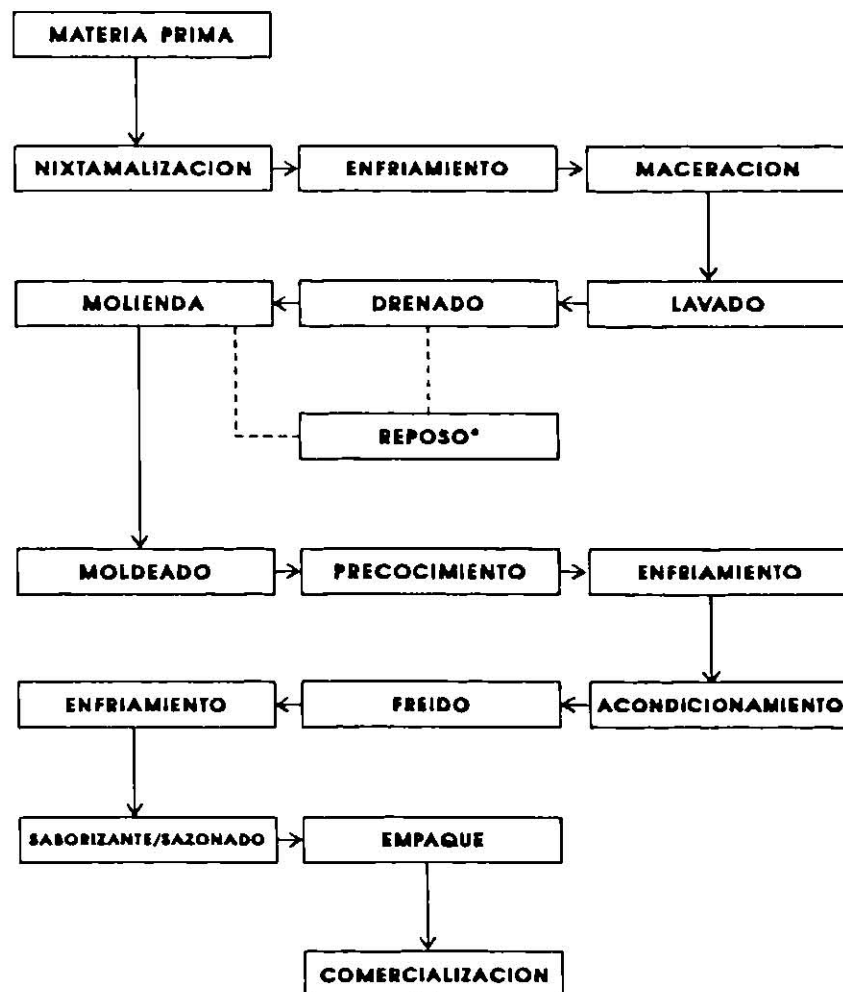 MATERIA PRIMA
NIXTAMALIZACION
ENFRIAMIENTO
MACERACION
MOLIENDA
DRENADO
LAVADO
REPOSO*
MOLDEADO
PRECOCIMIENTO
ENFRIAMIENTO
ENFRIAMIENTO
FREIDO
ACONDICIONAMIENTO
SABORIZANTE/SAZONADO
EMPAQUE
COMERCIALIZACION